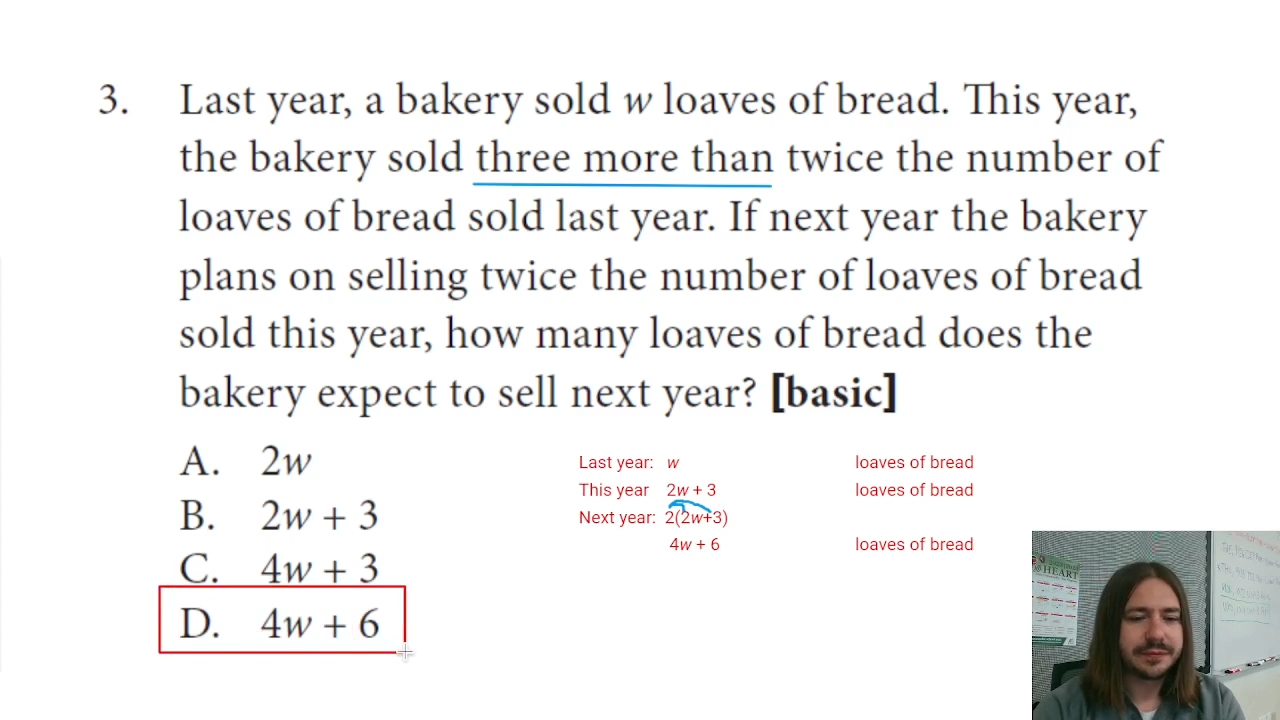 3. Last year, a bakery sold w loaves of bread. This year,
the bakery sold three more than twice the number of
loaves of bread sold last year. If next year the bakery
plans on selling twice the number of loaves of bread
sold this year, how many loaves of bread does the
bakery expect to sell next year? [basic]
A. 2w
B. 2w + 3
C. 4w + 3
D. 4w + 6
Last year: w loaves of bread
This year 2w + 3 loaves of bread
Next year: 2(2w+3)
4w + 6 loaves of bread
HEART